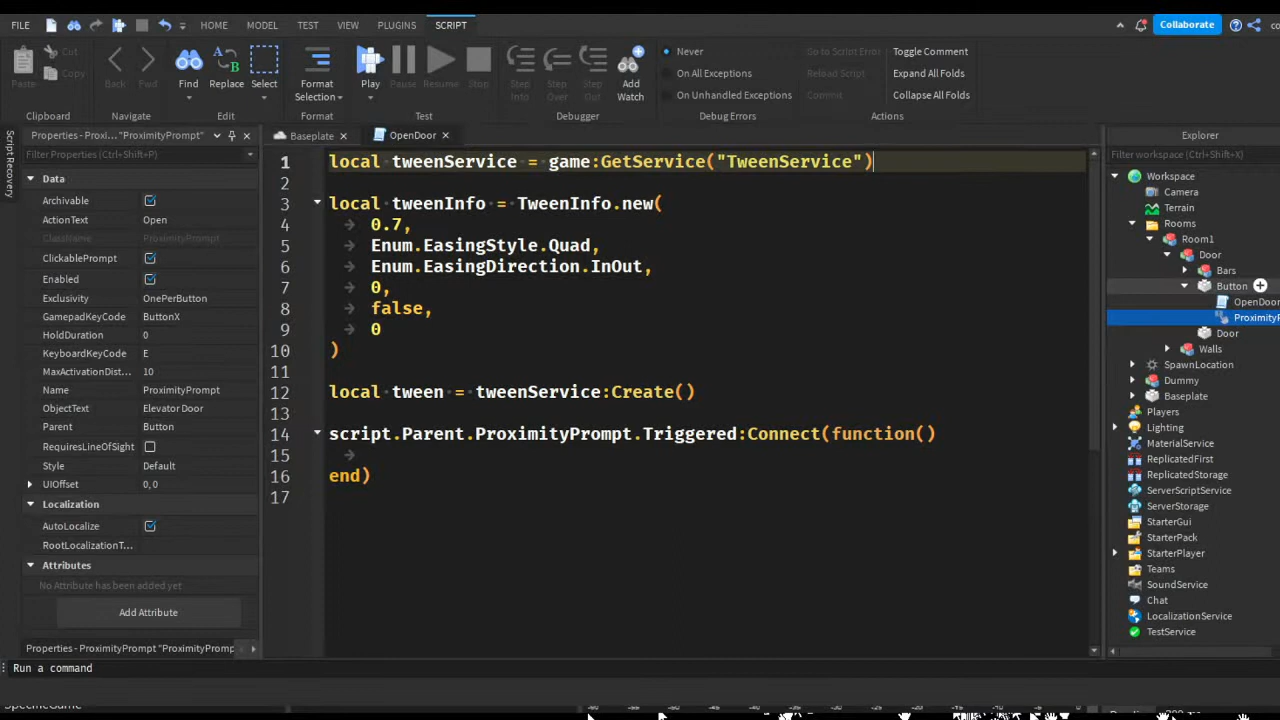 FILE HOME MODEL TEST VIEW PLUGINS SCRIPT Collaborate
Paste Cut Copy Back Fwd Find Replace Select Format Selection Play Pause Resume Stop Step Into Step Over Step Out Add Watch
Never
On All Exceptions
On Unhandled Exceptions
Go to Script Error
Reload Script
Commit
Toggle Comment
Expand All Folds
Collapse All Folds
Clipboard Navigate Edit Format Test Debugger Debug Errors Actions
Script Recovery
Properties - Proxi... "ProximityPrompt"
Filter Properties (Ctrl+Shift+P)
Data
Archivable
ActionText Open
ClassName ProximityPrompt
ClickablePrompt
Enabled
Exclusivity OnePerButton
GamepadKeyCode ButtonX
HoldDuration 0
KeyboardKeyCode E
MaxActivationDist... 10
Name ProximityPrompt
ObjectText Elevator Door
Parent Button
RequiresLineOfSight
Style Default
UIOffset 0, 0
Localization
AutoLocalize
RootLocalizationT...
Attributes
No Attribute has been added yet
Add Attribute
Properties - ProximityPrompt "ProximityPromp
Baseplate OpenDoor
1 local tweenService = game:GetService("TweenService")
2
3 local tweenInfo = TweenInfo.new(
4 0.7,
5 Enum.EasingStyle.Quad,
6 Enum.EasingDirection.InOut,
7 0,
8 false,
9 0
10 )
11
12 local tween = tweenService:Create()
13
14 script.Parent.ProximityPrompt.Triggered:Connect(function()
15
16 end)
17
Explorer
Filter workspace (Ctrl+Shift+X)
Workspace
Camera
Terrain
Rooms
Room1
Door
Bars
Button
OpenDoor
ProximityP
Door
Walls
SpawnLocation
Dummy
Baseplate
Players
Lighting
MaterialService
ReplicatedFirst
ReplicatedStorage
ServerScriptService
ServerStorage
StarterGui
StarterPack
StarterPlayer
Teams
SoundService
Chat
LocalizationService
TestService
Run a command